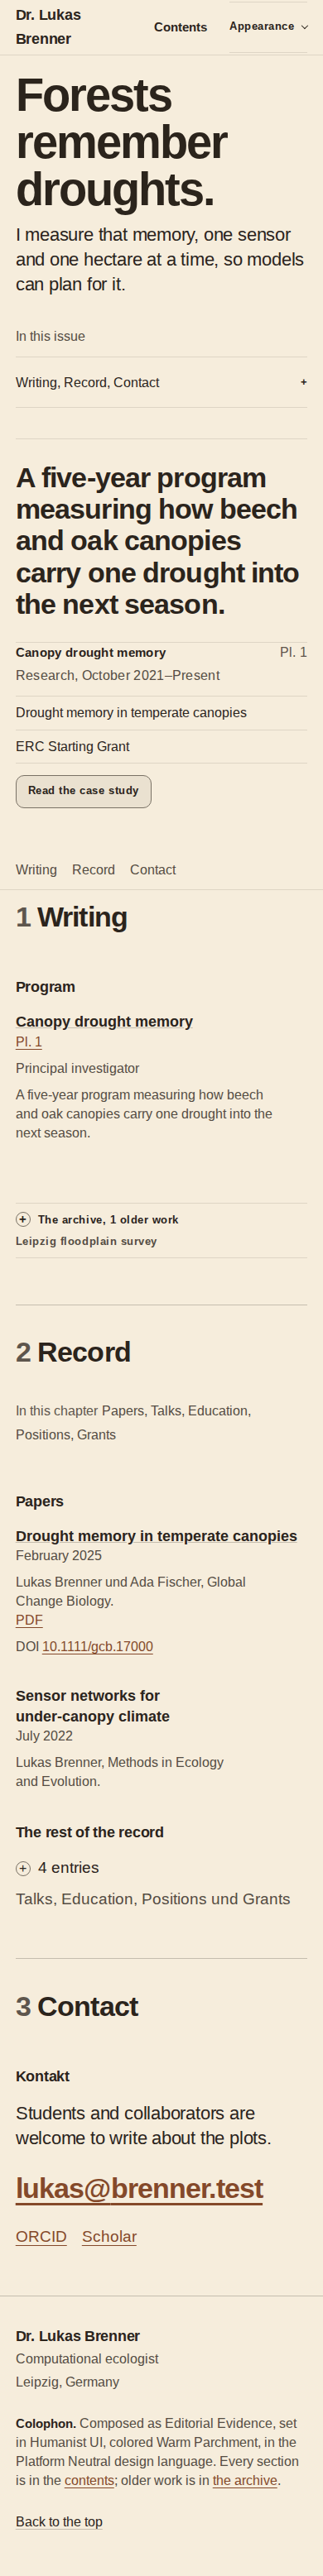 Dr. Lukas
Brenner
Contents
Appearance
Forests
remember
droughts.
I measure that memory, one sensor
and one hectare at a time, so models
can plan for it.
In this issue
Writing, Record, Contact +
A five-year program
measuring how beech
and oak canopies
carry one drought into
the next season.
Canopy drought memory Pl. 1
Research, October 2021–Present
Drought memory in temperate canopies
ERC Starting Grant
Read the case study
Writing Record Contact
1 Writing
Program
Canopy drought memory
Pl. 1
Principal investigator
A five-year program measuring how beech
and oak canopies carry one drought into the
next season.
+ The archive, 1 older work
Leipzig floodplain survey
2 Record
In this chapter Papers, Talks, Education,
Positions, Grants
Papers
Drought memory in temperate canopies
February 2025
Lukas Brenner und Ada Fischer, Global
Change Biology.
PDF
DOI 10.1111/gcb.17000
Sensor networks for
under-canopy climate
July 2022
Lukas Brenner, Methods in Ecology
and Evolution.
The rest of the record
+ 4 entries
Talks, Education, Positions und Grants
3 Contact
Kontakt
Students and collaborators are
welcome to write about the plots.
lukas@brenner.test
ORCID Scholar
Dr. Lukas Brenner
Computational ecologist
Leipzig, Germany
Colophon. Composed as Editorial Evidence, set
in Humanist UI, colored Warm Parchment, in the
Platform Neutral design language. Every section
is in the contents; older work is in the archive.
Back to the top